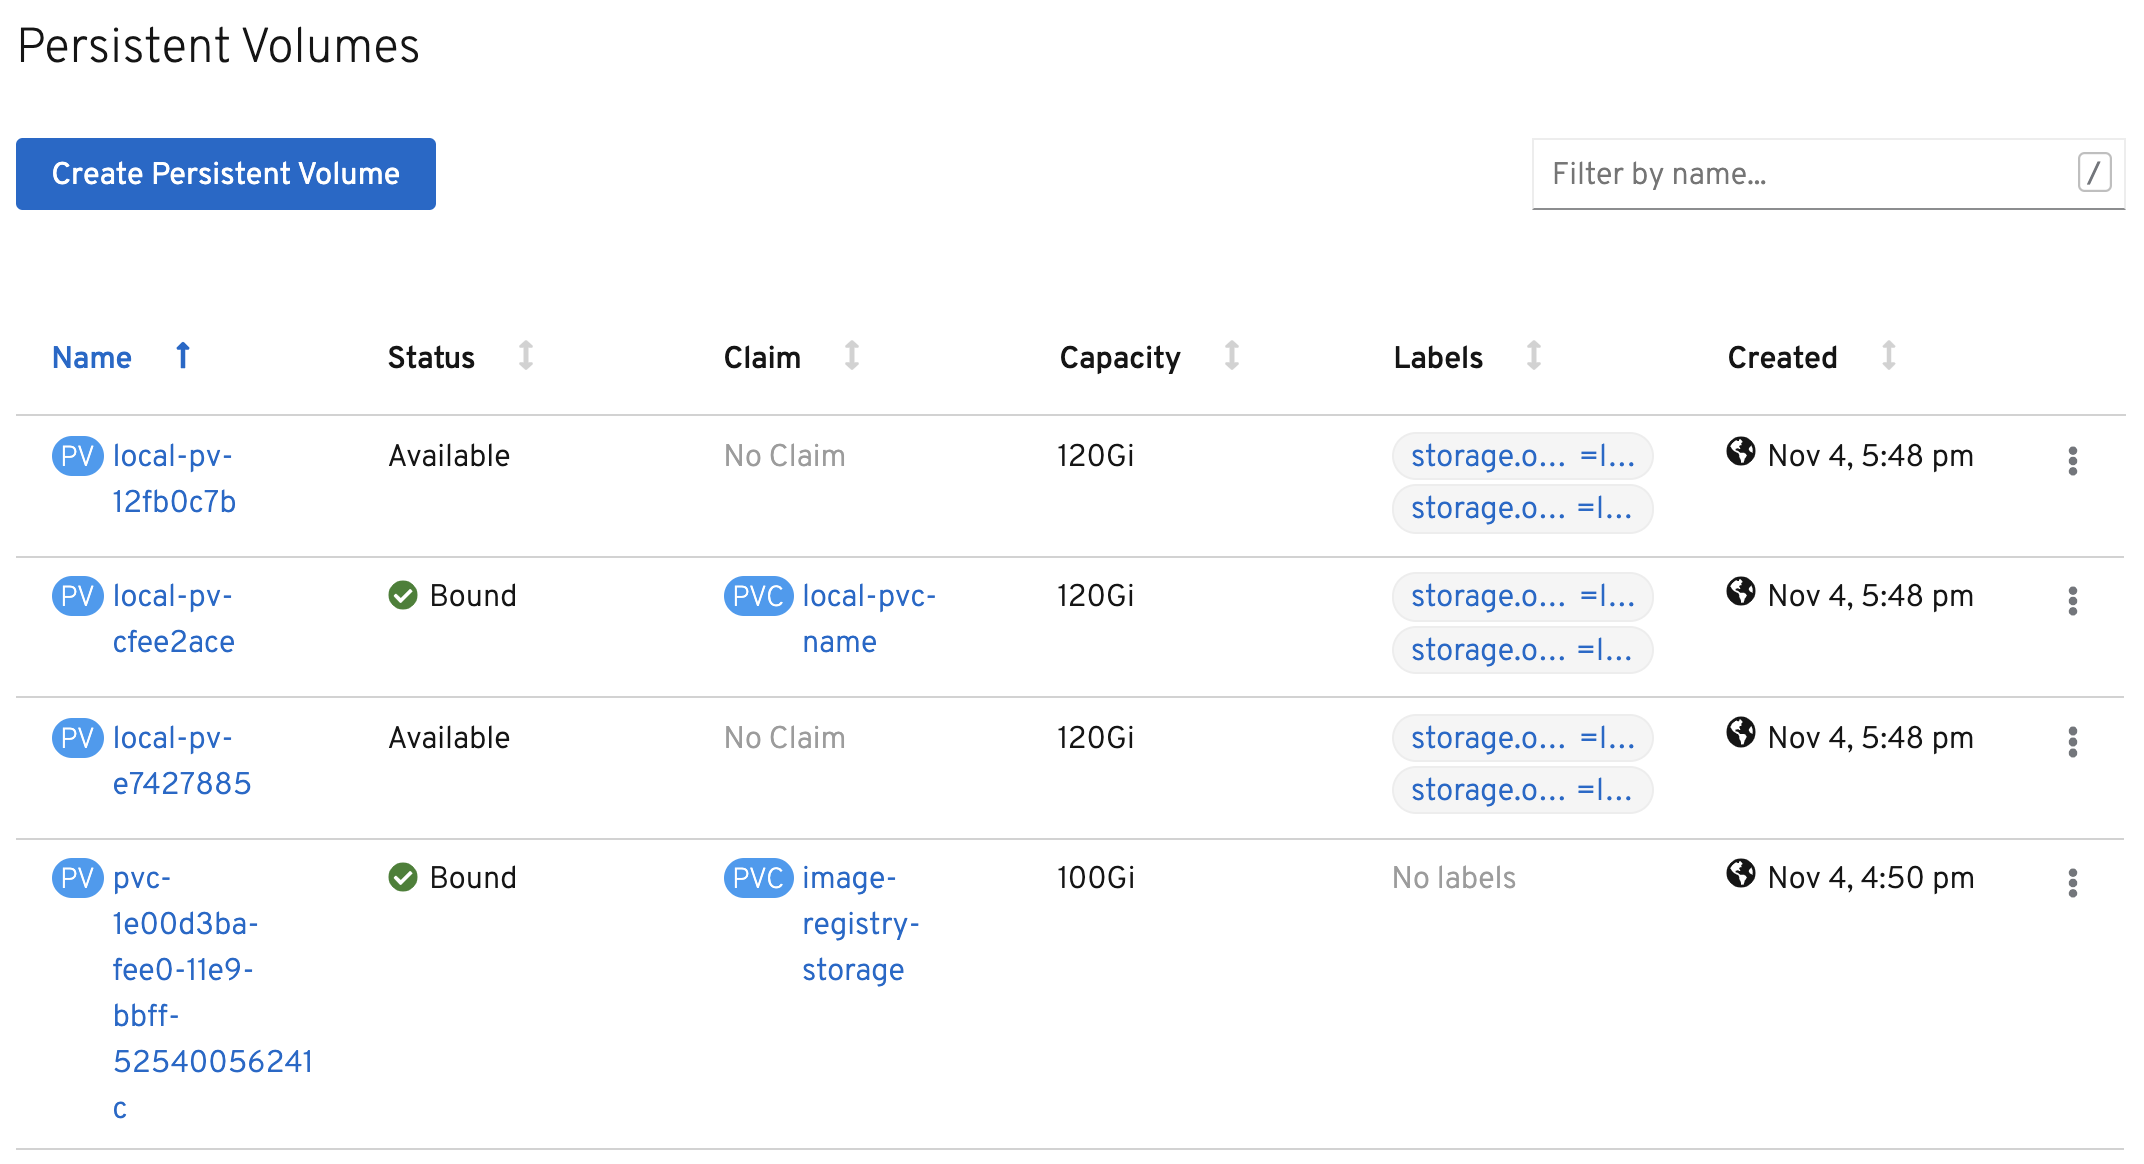 Persistent Volumes
Create Persistent Volume
Filter by name...
/
Name Status Claim Capacity Labels Created
PV local-pv- Available No Claim 120Gi storage.o... =l... Nov 4, 5:48 pm
12fb0c7b storage.o... =l...
PV local-pv- Bound PVC local-pvc- 120Gi storage.o... =l... Nov 4, 5:48 pm
cfee2ace name storage.o... =l...
PV local-pv- Available No Claim 120Gi storage.o... =l... Nov 4, 5:48 pm
e7427885 storage.o... =l...
PV pvc- Bound PVC image- 100Gi No labels Nov 4, 4:50 pm
1e00d3ba- registry-
fee0-11e9- storage
bbff-
52540056241
c